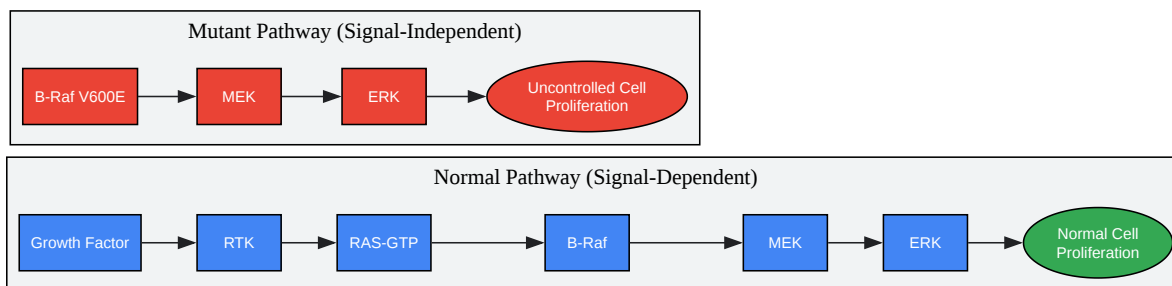 Mutant Pathway (Signal-Independent)
B-Raf V600E
MEK
ERK
Uncontrolled Cell
Proliferation
Normal Pathway (Signal-Dependent)
Growth Factor
RTK
RAS-GTP
B-Raf
MEK
ERK
Normal Cell
Proliferation